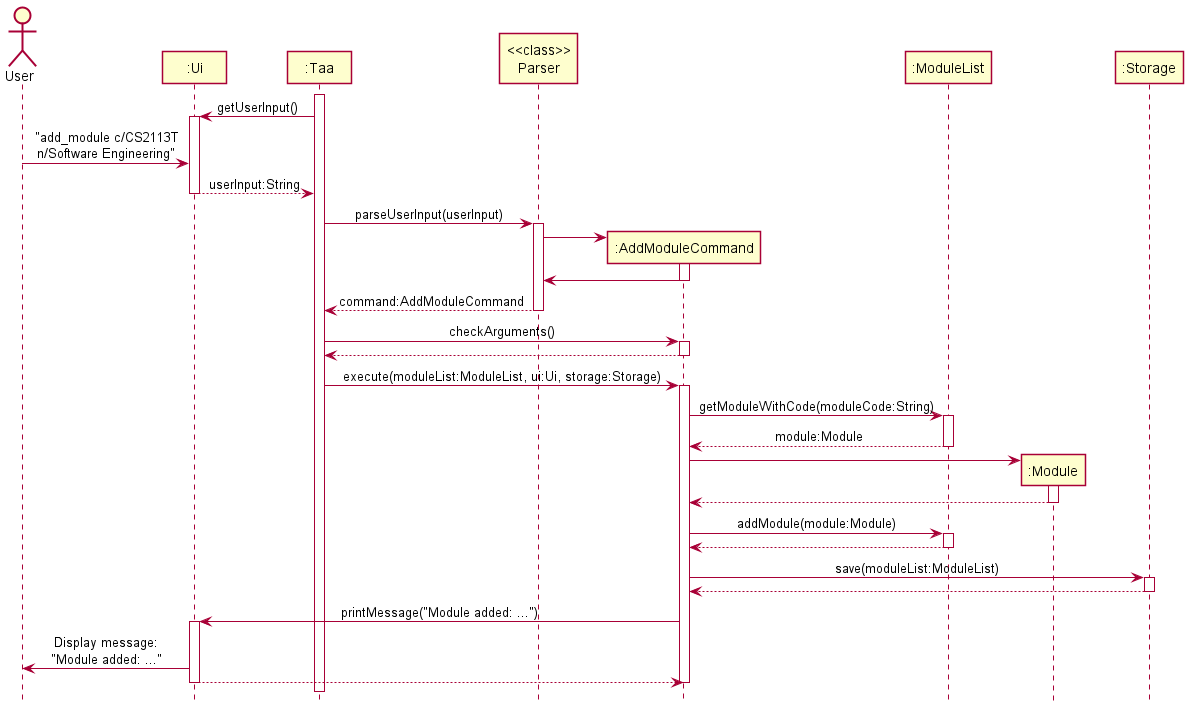 User
:Ui
:Taa
<<class>>
Parser
:ModuleList
:Storage
getUserInput()
"add_module c/CS2113T
n/Software Engineering"
userInput:String
parseUserInput(userInput)
:AddModuleCommand
command:AddModuleCommand
checkArguments()
execute(moduleList:ModuleList, ui:Ui, storage:Storage)
getModuleWithCode(moduleCode:String)
module:Module
:Module
addModule(module:Module)
save(moduleList:ModuleList)
printMessage("Module added: ...")
Display message:
"Module added: ..."